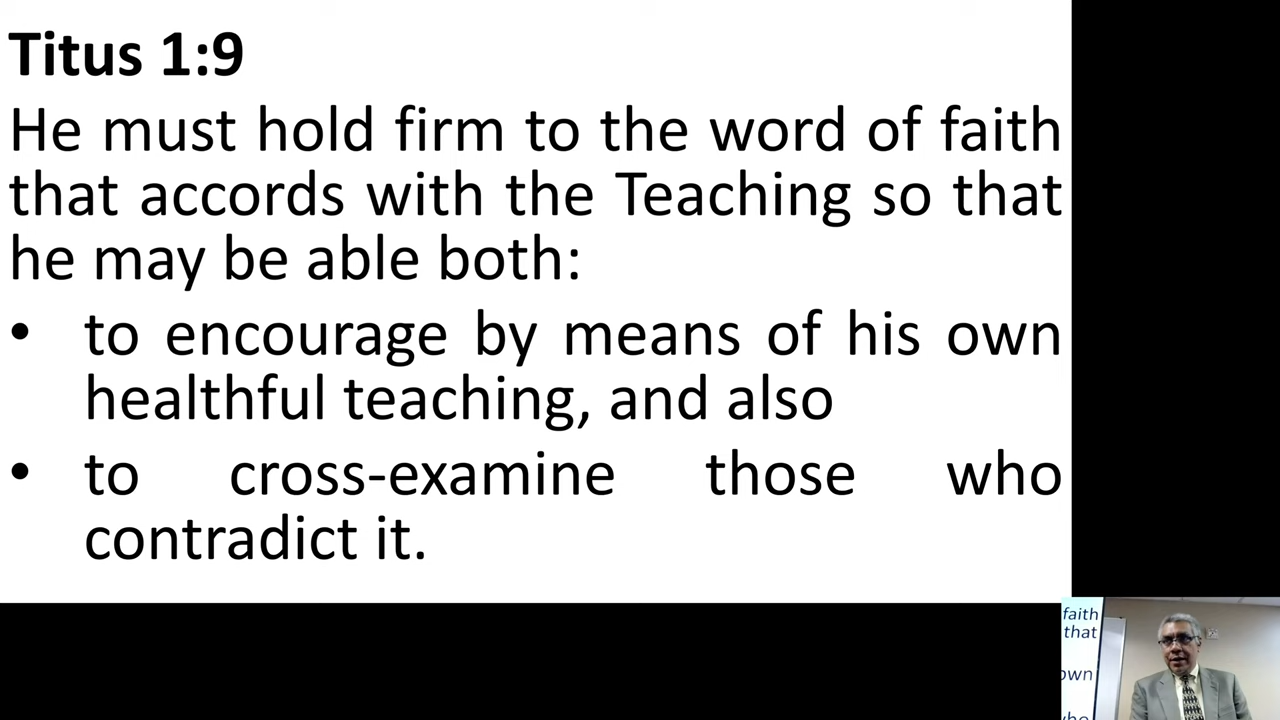 Titus 1:9
He must hold firm to the word of faith
that accords with the Teaching so that
he may be able both:
• to encourage by means of his own
healthful teaching, and also
• to cross-examine those who
contradict it.
faith
that
own
who